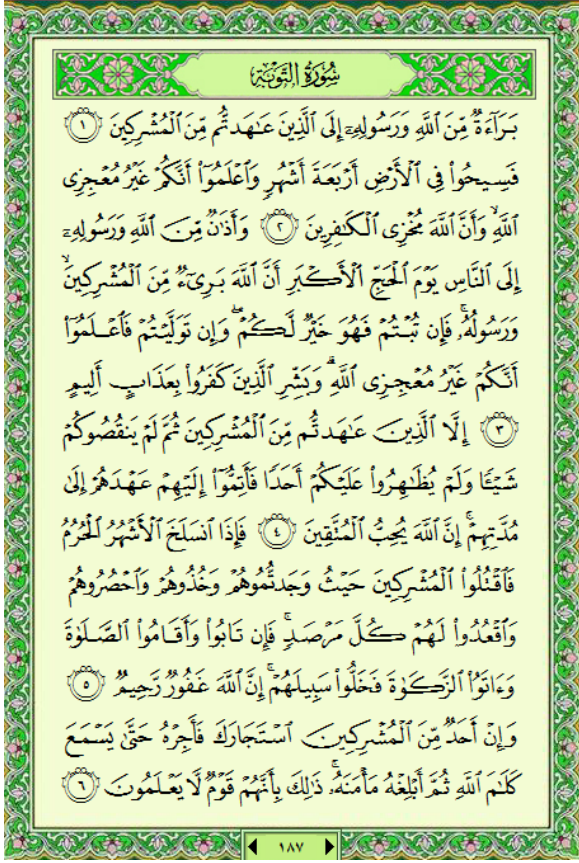 سُورَةُ التَّوْبَةِ
بَرَآءَةٌ مِّنَ ٱللَّهِ وَرَسُولِهِۦٓ إِلَى ٱلَّذِينَ عَـٰهَدتُّم مِّنَ ٱلْمُشْرِكِينَ ١
فَسِيحُوا۟ فِى ٱلْأَرْضِ أَرْبَعَةَ أَشْهُرٍ وَٱعْلَمُوٓا۟ أَنَّكُمْ غَيْرُ مُعْجِزِى
ٱللَّهِ ۙ وَأَنَّ ٱللَّهَ مُخْزِى ٱلْكَـٰفِرِينَ ٢ وَأَذَٰنٌ مِّنَ ٱللَّهِ وَرَسُولِهِۦٓ
إِلَى ٱلنَّاسِ يَوْمَ ٱلْحَجِّ ٱلْأَكْبَرِ أَنَّ ٱللَّهَ بَرِىٓءٌ مِّنَ ٱلْمُشْرِكِينَ ۙ
وَرَسُولُهُۥ ۚ فَإِن تُبْتُمْ فَهُوَ خَيْرٌ لَّكُمْ ۖ وَإِن تَوَلَّيْتُمْ فَٱعْلَمُوٓا۟
أَنَّكُمْ غَيْرُ مُعْجِزِى ٱللَّهِ ۗ وَبَشِّرِ ٱلَّذِينَ كَفَرُوا۟ بِعَذَابٍ أَلِيمٍ
٣ إِلَّا ٱلَّذِينَ عَـٰهَدتُّم مِّنَ ٱلْمُشْرِكِينَ ثُمَّ لَمْ يَنقُصُوكُمْ
شَيْـًٔا وَلَمْ يُظَـٰهِرُوا۟ عَلَيْكُمْ أَحَدًا فَأَتِمُّوٓا۟ إِلَيْهِمْ عَهْدَهُمْ إِلَىٰ
مُدَّتِهِمْ ۚ إِنَّ ٱللَّهَ يُحِبُّ ٱلْمُتَّقِينَ ٤ فَإِذَا ٱنسَلَخَ ٱلْأَشْهُرُ ٱلْحُرُمُ
فَٱقْتُلُوا۟ ٱلْمُشْرِكِينَ حَيْثُ وَجَدتُّمُوهُمْ وَخُذُوهُمْ وَٱحْصُرُوهُمْ
وَٱقْعُدُوا۟ لَهُمْ كُلَّ مَرْصَدٍ ۚ فَإِن تَابُوا۟ وَأَقَامُوا۟ ٱلصَّلَوٰةَ
وَءَاتَوُا۟ ٱلزَّكَوٰةَ فَخَلُّوا۟ سَبِيلَهُمْ ۚ إِنَّ ٱللَّهَ غَفُورٌ رَّحِيمٌ ٥
وَإِنْ أَحَدٌ مِّنَ ٱلْمُشْرِكِينَ ٱسْتَجَارَكَ فَأَجِرْهُ حَتَّىٰ يَسْمَعَ
كَلَـٰمَ ٱللَّهِ ثُمَّ أَبْلِغْهُ مَأْمَنَهُۥ ۚ ذَٰلِكَ بِأَنَّهُمْ قَوْمٌ لَّا يَعْلَمُونَ ٦
١٨٧